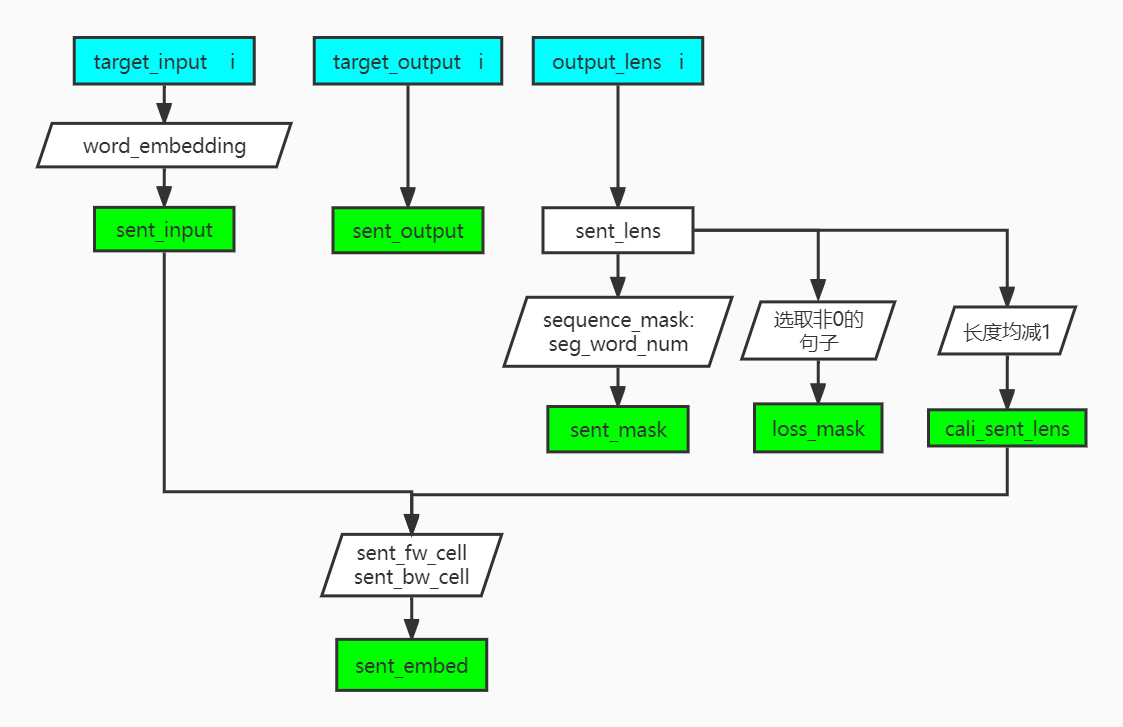 target_input i
target_output i
output_lens i
word_embedding
sent_input
sent_output
sent_lens
sequence_mask:
seg_word_num
选取非0的
句子
长度均减1
sent_mask
loss_mask
cali_sent_lens
sent_fw_cell
sent_bw_cell
sent_embed